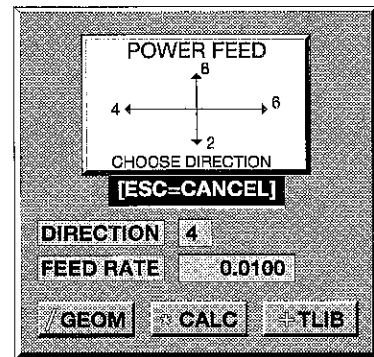 POWER FEED
8
4 6
2
CHOOSE DIRECTION
[ESC=CANCEL]
DIRECTION 4
FEED RATE 0.0100
/ GEOM * CALC + TLIB